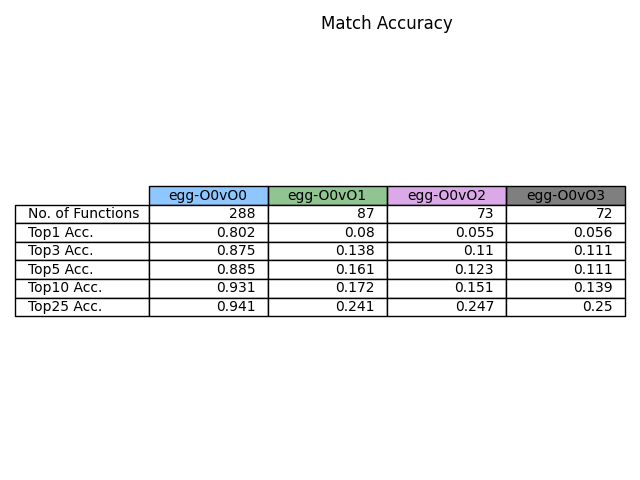 Match Accuracy
egg-O0vO0 egg-O0vO1 egg-O0vO2 egg-O0vO3
No. of Functions 288 87 73 72
Top1 Acc. 0.802 0.08 0.055 0.056
Top3 Acc. 0.875 0.138 0.11 0.111
Top5 Acc. 0.885 0.161 0.123 0.111
Top10 Acc. 0.931 0.172 0.151 0.139
Top25 Acc. 0.941 0.241 0.247 0.25